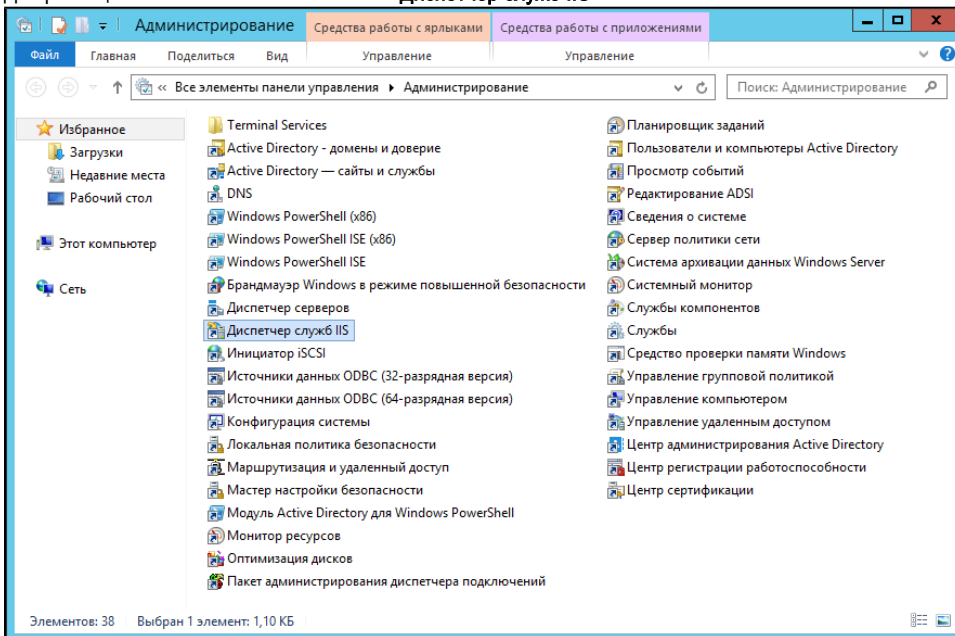 Администрирование
Средства работы с ярлыками
Средства работы с приложениями
Файл
Главная
Поделиться
Вид
Управление
Управление
« Все элементы панели управления ▸ Администрирование
Поиск: Администрирование
Избранное
Загрузки
Недавние места
Рабочий стол
Этот компьютер
Сеть
Terminal Services
Active Directory - домены и доверие
Active Directory — сайты и службы
DNS
Windows PowerShell (x86)
Windows PowerShell ISE (x86)
Windows PowerShell ISE
Брандмауэр Windows в режиме повышенной безопасности
Диспетчер серверов
Диспетчер служб IIS
Инициатор iSCSI
Источники данных ODBC (32-разрядная версия)
Источники данных ODBC (64-разрядная версия)
Конфигурация системы
Локальная политика безопасности
Маршрутизация и удаленный доступ
Мастер настройки безопасности
Модуль Active Directory для Windows PowerShell
Монитор ресурсов
Оптимизация дисков
Пакет администрирования диспетчера подключений
Планировщик заданий
Пользователи и компьютеры Active Directory
Просмотр событий
Редактирование ADSI
Сведения о системе
Сервер политики сети
Система архивации данных Windows Server
Системный монитор
Службы компонентов
Службы
Средство проверки памяти Windows
Управление групповой политикой
Управление компьютером
Управление удаленным доступом
Центр администрирования Active Directory
Центр регистрации работоспособности
Центр сертификации
Элементов: 38
Выбран 1 элемент: 1,10 КБ